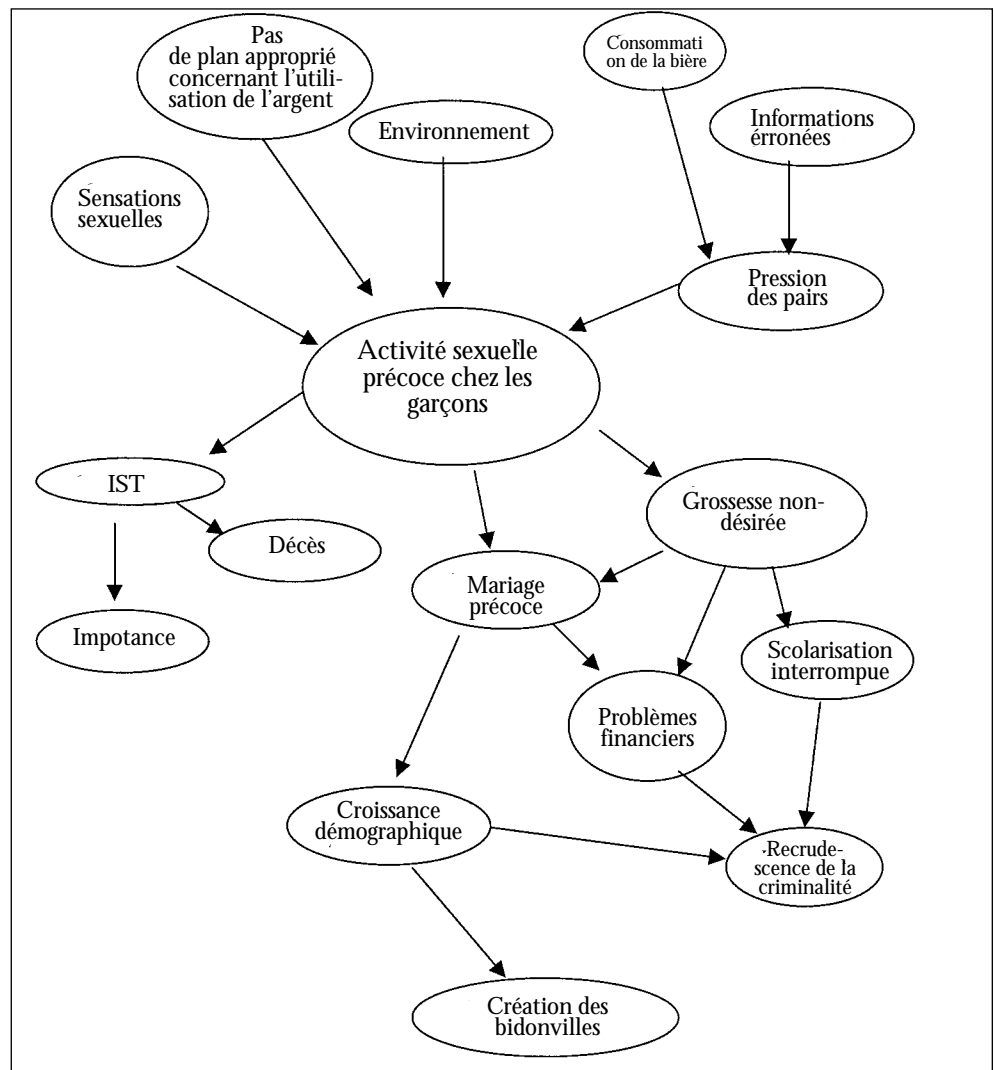 Pas
de plan approprié
concernant l'utili-
sation de l'argent
Consommati
on de la bière
Environnement
Informations
érronées
Sensations
sexuelles
Pression
des pairs
Activité sexuelle
précoce chez les
garçons
IST
Grossesse non-
désirée
Décès
Mariage
précoce
Impotance
Scolarisation
interrompue
Problèmes
financiers
Croissance
démographique
Recrude-
scence de la
criminalité
Création des
bidonvilles